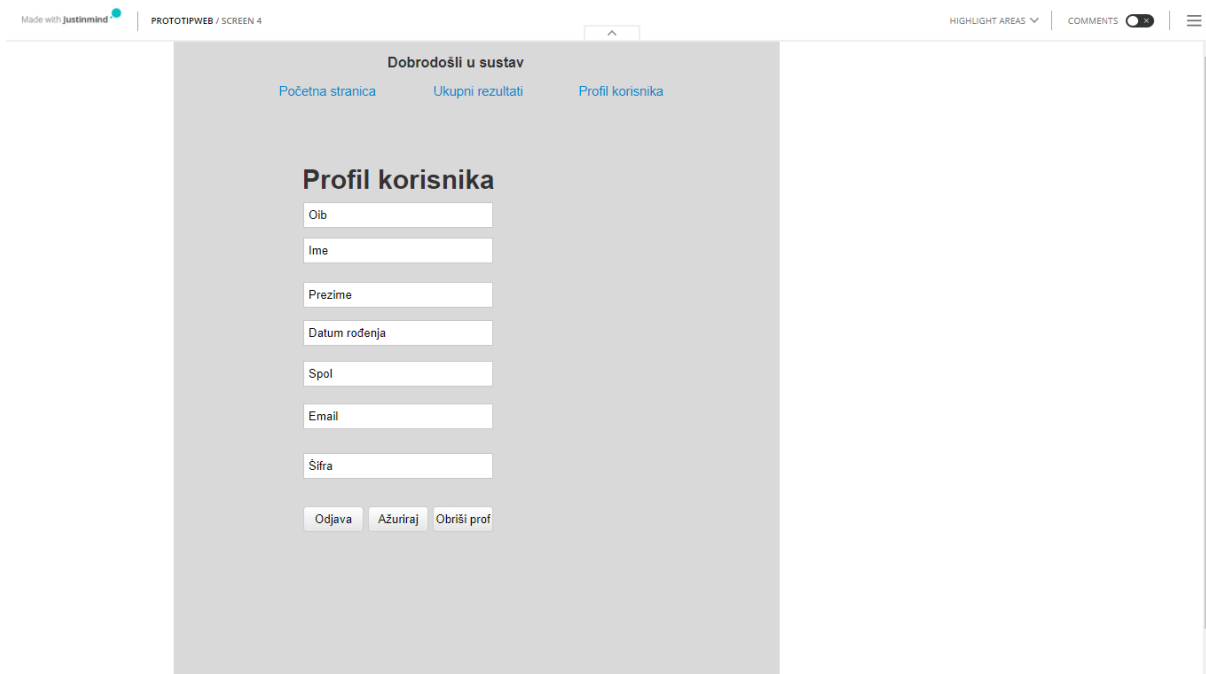 Made with Justinmind
PROTOTIPWEB / SCREEN 4
HIGHLIGHT AREAS
COMMENTS
Dobrodošli u sustav
Početna stranica
Ukupni rezultati
Profil korisnika
Profil korisnika
Oib
Ime
Prezime
Datum rođenja
Spol
Email
Šifra
Odjava
Ažuriraj
Obriši prof